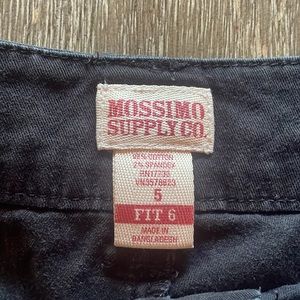 MOSSIMO
SUPPLY CO.
98% COTTON
2% SPANDEX
5
FIT 6
MADE IN
BANGLADESH